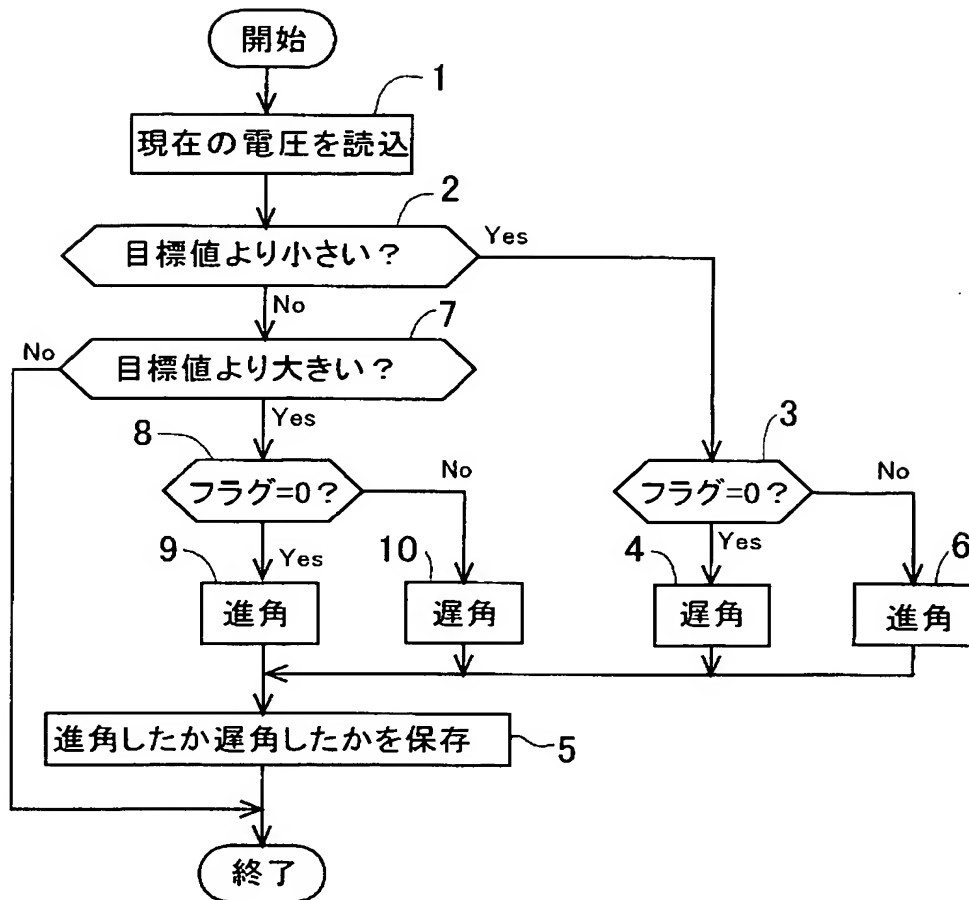 開始
1
現在の電圧を読込
2
目標値より小さい？
Yes
No
7
No
目標値より大きい？
Yes
8
フラグ=0？
No
3
フラグ=0？
No
9
Yes
10
4
Yes
6
進角
遅角
遅角
進角
進角したか遅角したかを保存
5
終了